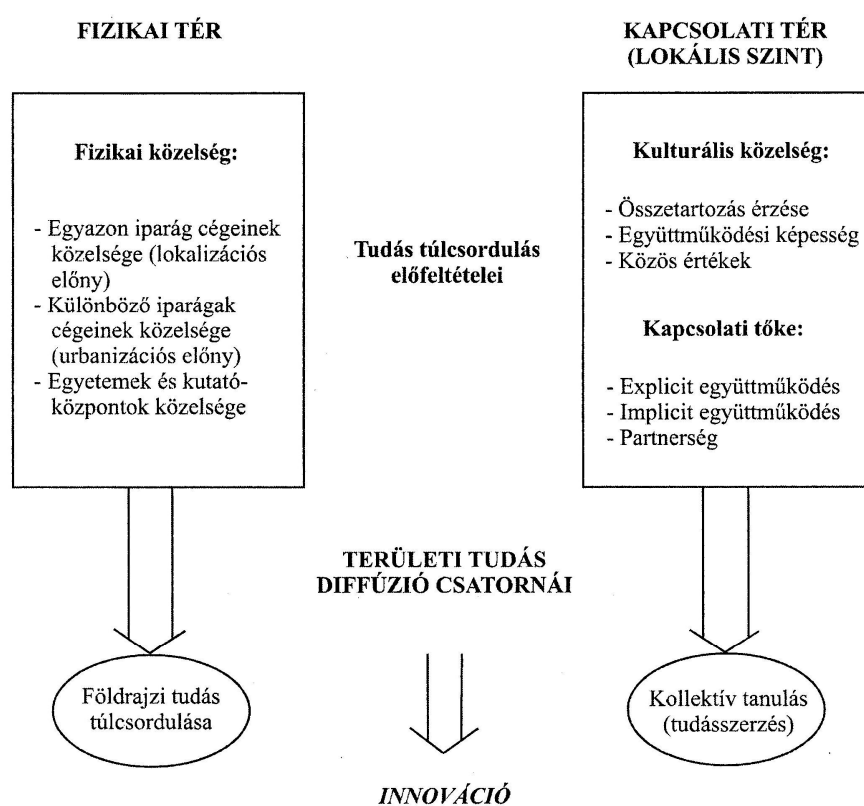 FIZIKAI TÉR
KAPCSOLATI TÉR
(LOKÁLIS SZINT)
Fizikai közelség:
- Egyazon iparág cégeinek
közelsége (lokalizációs
előny)
- Különböző iparágak
cégeinek közelsége
(urbanizációs előny)
- Egyetemek és kutató-
központok közelsége
Tudás túlcsordulás
előfeltételei
Kulturális közelség:
- Összetartozás érzése
- Együttműködési képesség
- Közös értékek
Kapcsolati tőke:
- Explicit együttműködés
- Implicit együttműködés
- Partnerség
TERÜLETI TUDÁS
DIFFÚZIÓ CSATORNÁI
Földrajzi tudás
túlcsordulása
Kollektív tanulás
(tudásszerzés)
INNOVÁCIÓ